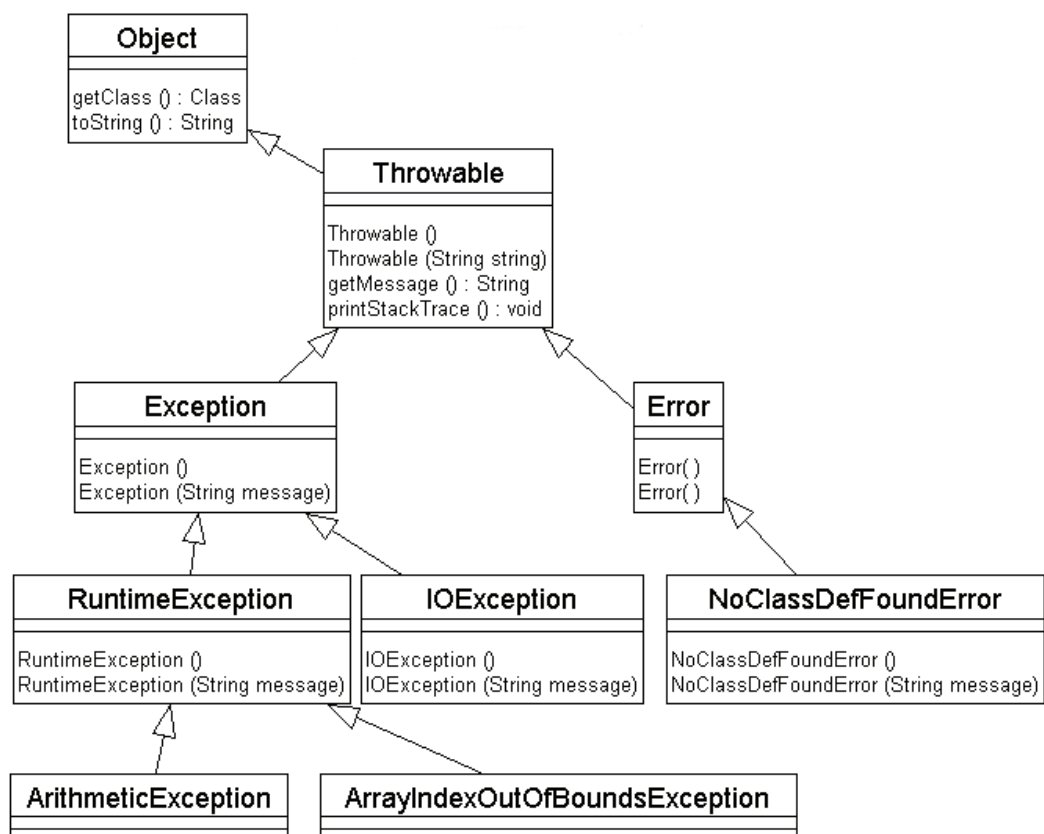 Object
getClass () : Class
toString () : String
Throwable
Throwable ()
Throwable (String string)
getMessage () : String
printStackTrace () : void
Exception
Exception ()
Exception (String message)
Error
Error( )
Error( )
RuntimeException
RuntimeException ()
RuntimeException (String message)
IOException
IOException ()
IOException (String message)
NoClassDefFoundError
NoClassDefFoundError ()
NoClassDefFoundError (String message)
ArithmeticException
ArrayIndexOutOfBoundsException